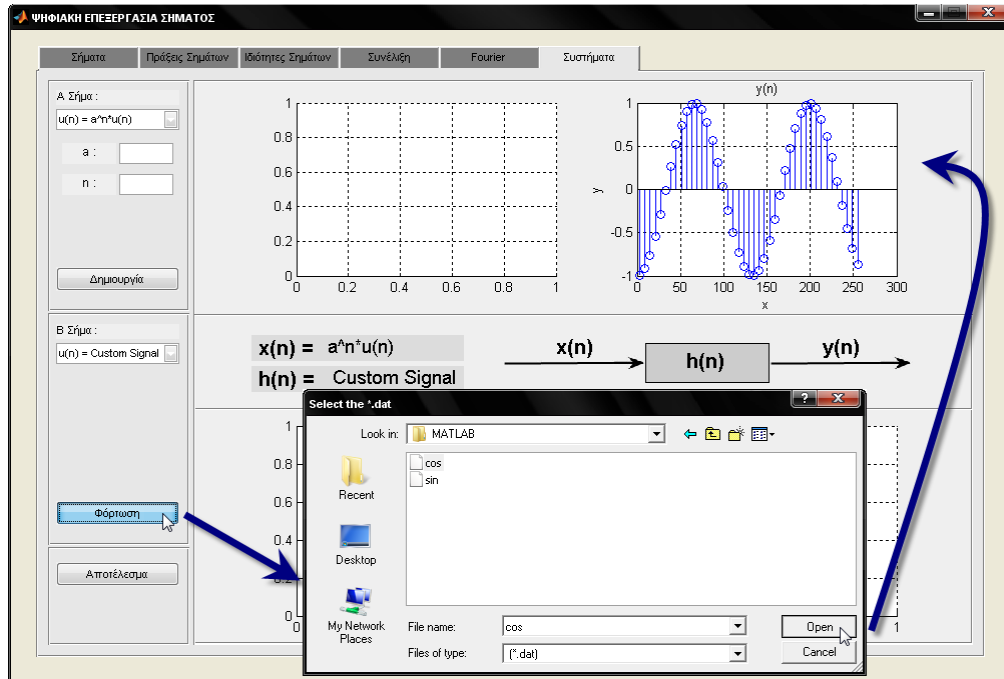 ΨΗΦΙΑΚΗ ΕΠΕΞΕΡΓΑΣΙΑ ΣΗΜΑΤΟΣ
Σήματα
Πράξεις Σημάτων
Ιδιότητες Σημάτων
Συνέλιξη
Fourier
Συστήματα
Α Σήμα :
u(n) = a^n*u(n)
a :
n :
Δημιουργία
1
0.8
0.6
0.4
0.2
0
0
0.2
0.4
0.6
0.8
1
y(n)
1
0.5
0
-0.5
-1
y
0
50
100
150
200
250
300
x
Β Σήμα :
u(n) = Custom Signal
Φόρτωση
Αποτέλεσμα
x(n) = a^n*u(n)
h(n) = Custom Signal
x(n)
h(n)
y(n)
1
0.8
0.6
0.4
0.2
0
0
1
Select the *.dat
Look in:
MATLAB
cos
sin
Recent
Desktop
My Network
Places
File name:
cos
Open
Files of type:
(*.dat)
Cancel